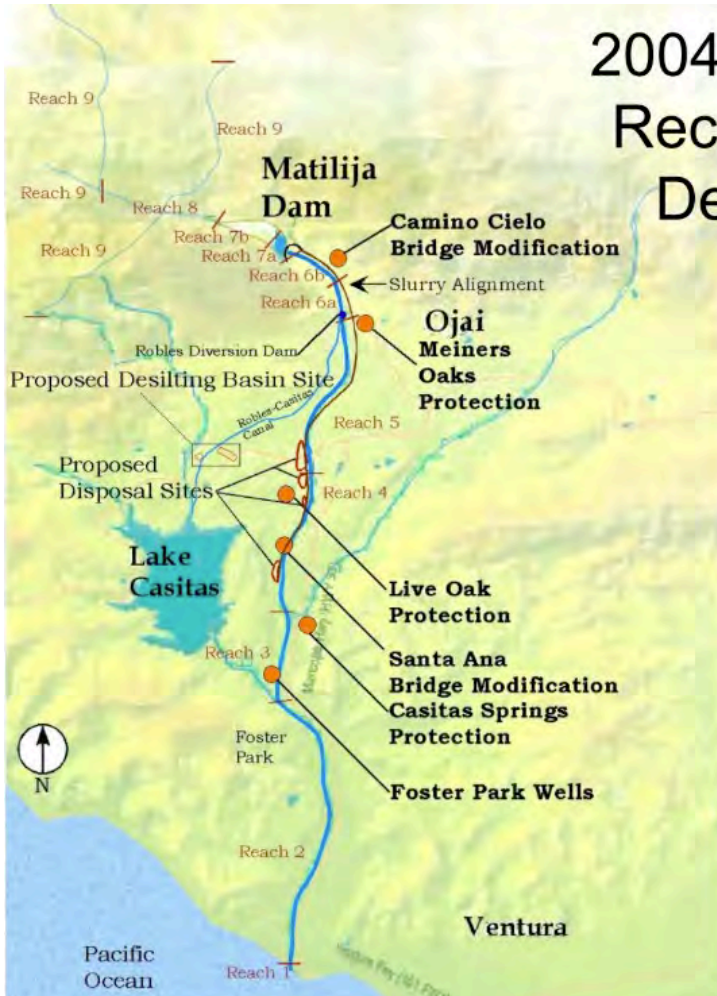 2004
Rec
De
Reach 9
Reach 9
Matilija
Dam
Reach 9
Reach 8
Camino Cielo
Bridge Modification
Reach 7b
Reach 7a
Reach 9
Reach 6b
Slurry Alignment
Reach 6a
Ojai
Meiners
Oaks
Protection
Robles Diversion Dam
Proposed Desilting Basin Site
Robles-Casitas
Canal
Reach 5
Proposed
Disposal Sites
Reach 4
Lake
Casitas
Live Oak
Protection
Reach 3
Santa Ana
Bridge Modification
Casitas Springs
Protection
Foster
Park
N
Foster Park Wells
Reach 2
Ventura
Pacific
Ocean
Reach 1